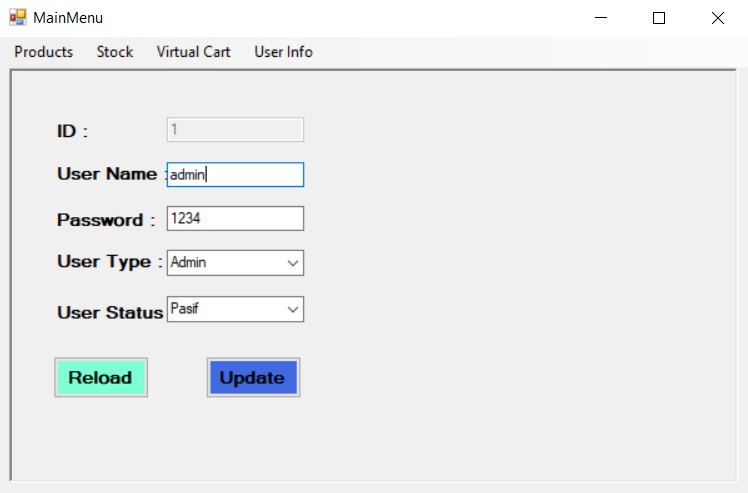 MainMenu
Products Stock Virtual Cart User Info
ID : 1
User Name : admin
Password : 1234
User Type : Admin
User Status Pasif
Reload Update